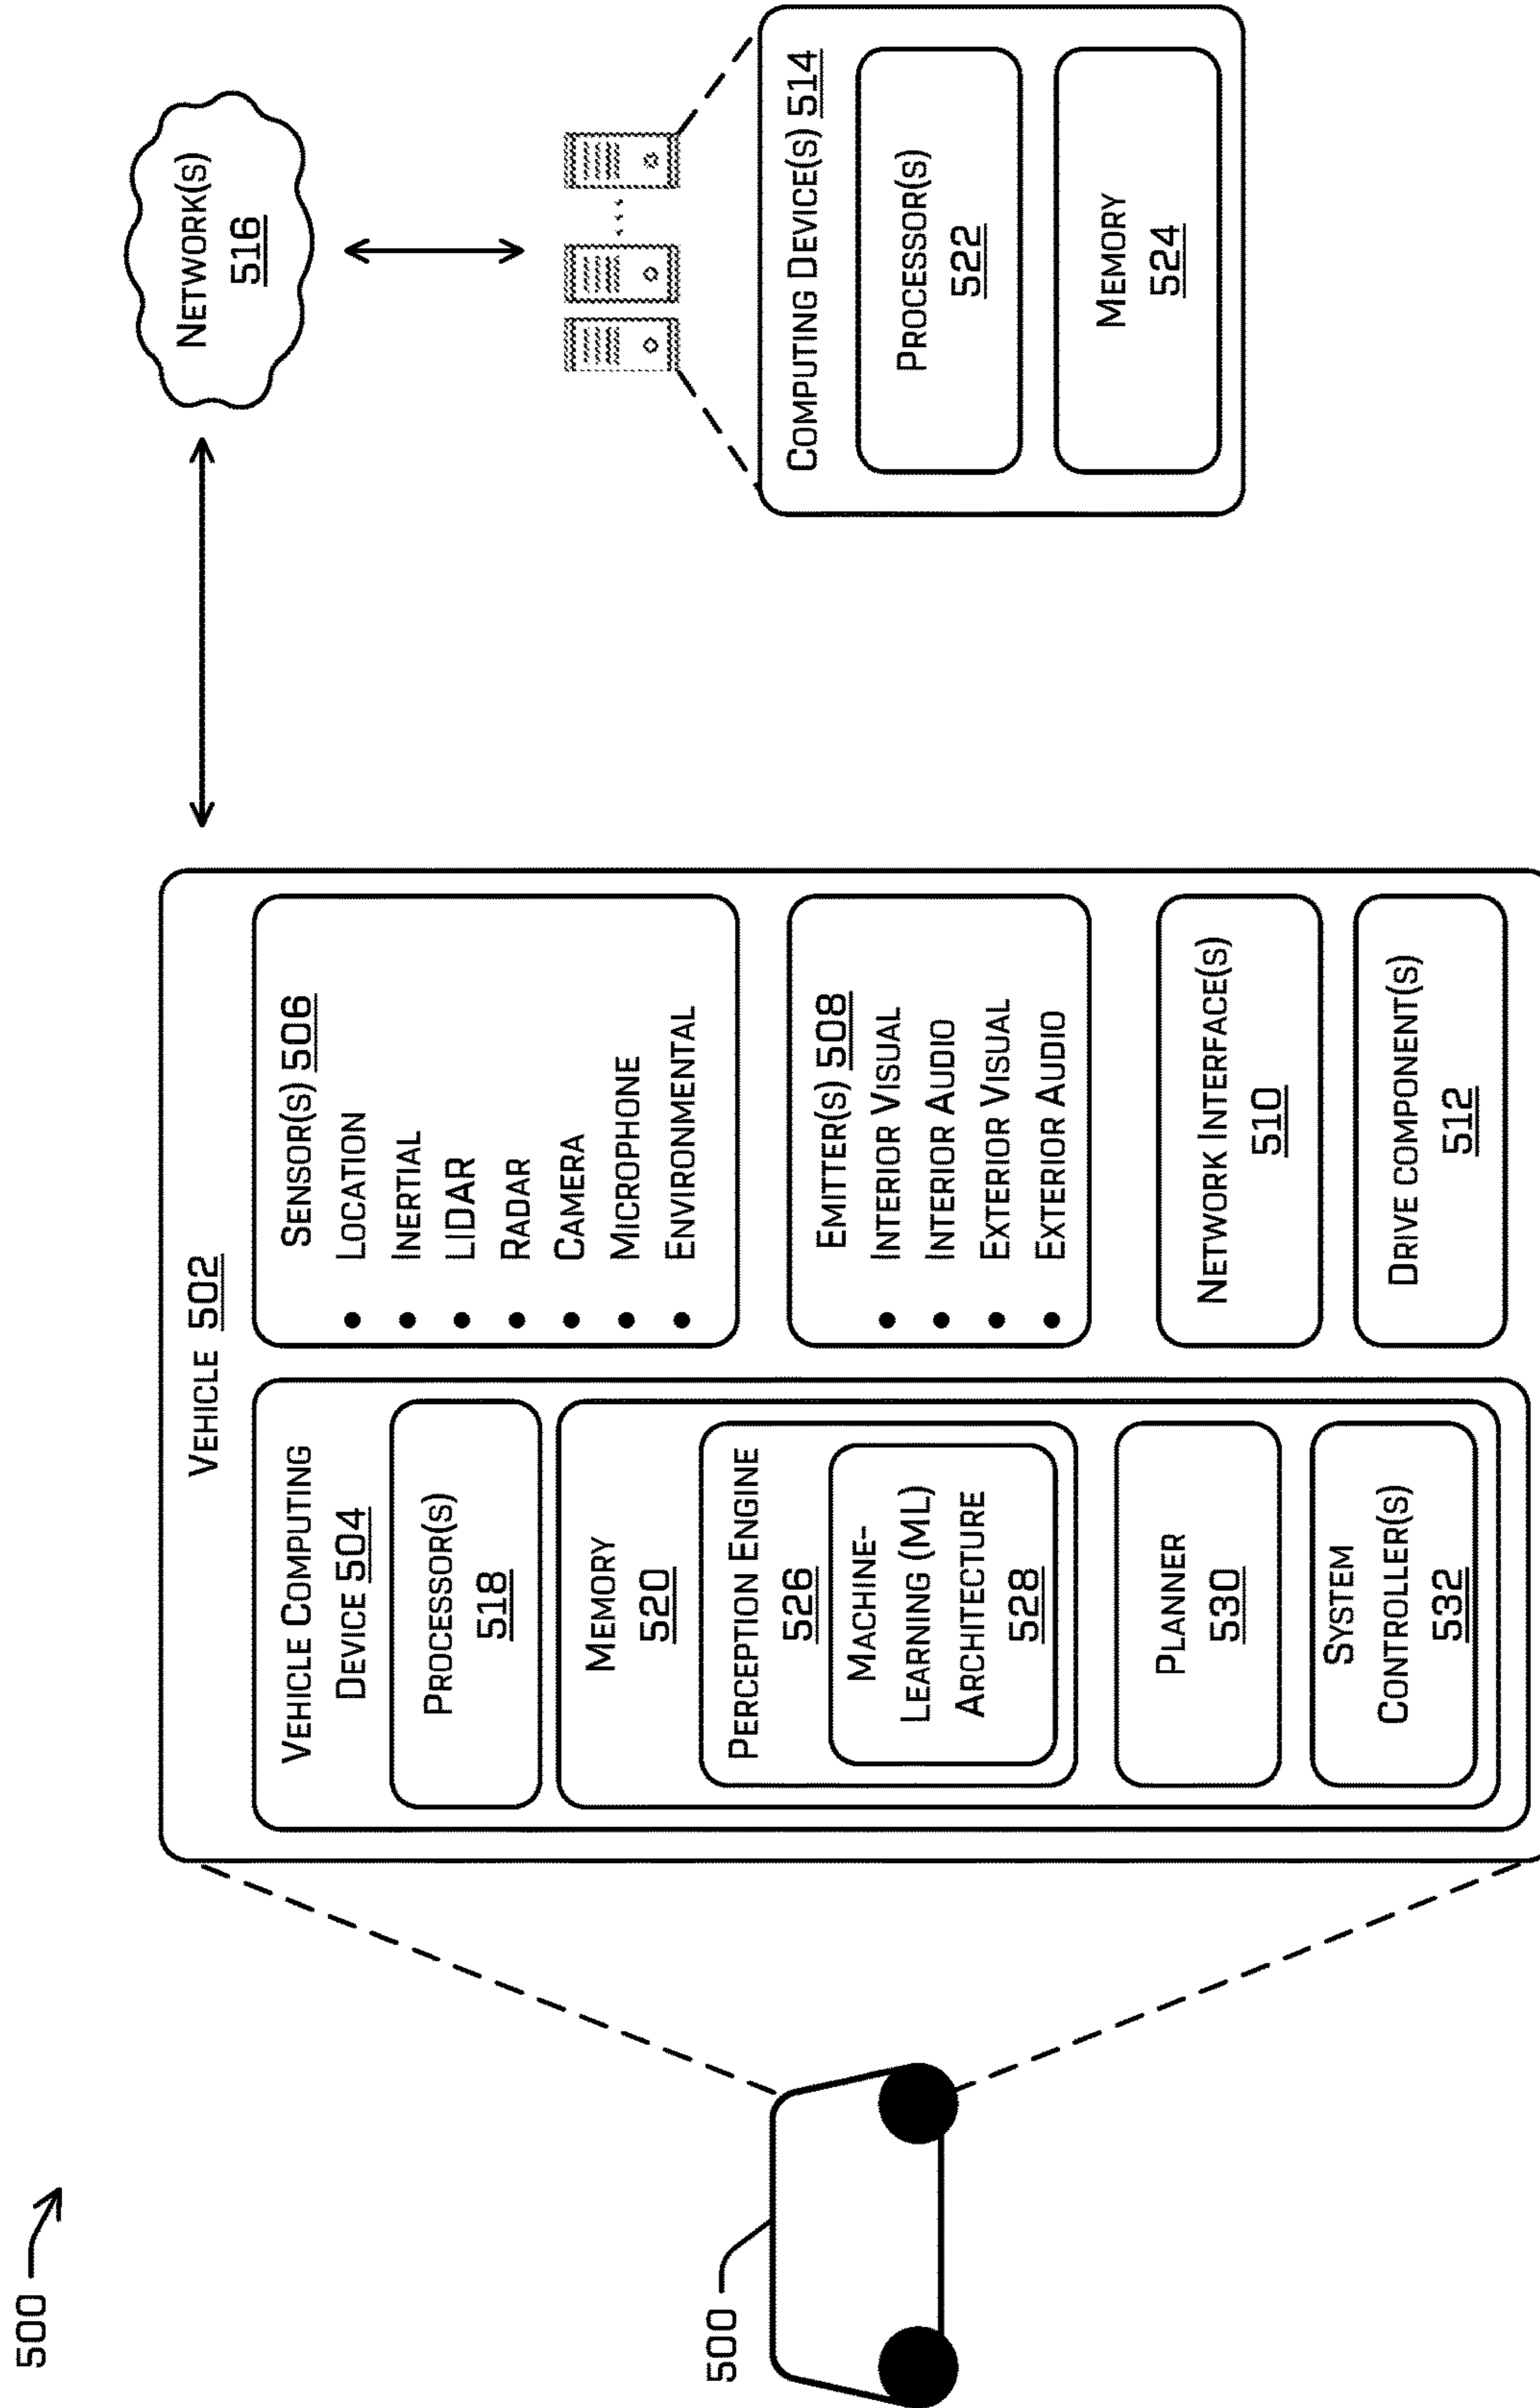 500
500
VEHICLE 502
VEHICLE COMPUTING
DEVICE 504
PROCESSOR(S)
518
MEMORY
520
PERCEPTION ENGINE
526
MACHINE-
LEARNING (ML)
ARCHITECTURE
528
PLANNER
530
SYSTEM
CONTROLLER(S)
532
SENSOR(S) 506
• LOCATION
• INERTIAL
• LIDAR
• RADAR
• CAMERA
• MICROPHONE
• ENVIRONMENTAL
EMITTER(S) 508
• INTERIOR VISUAL
• INTERIOR AUDIO
• EXTERIOR VISUAL
• EXTERIOR AUDIO
NETWORK INTERFACE(S)
510
DRIVE COMPONENT(S)
512
NETWORK(S)
516
COMPUTING DEVICE(S) 514
PROCESSOR(S)
522
MEMORY
524